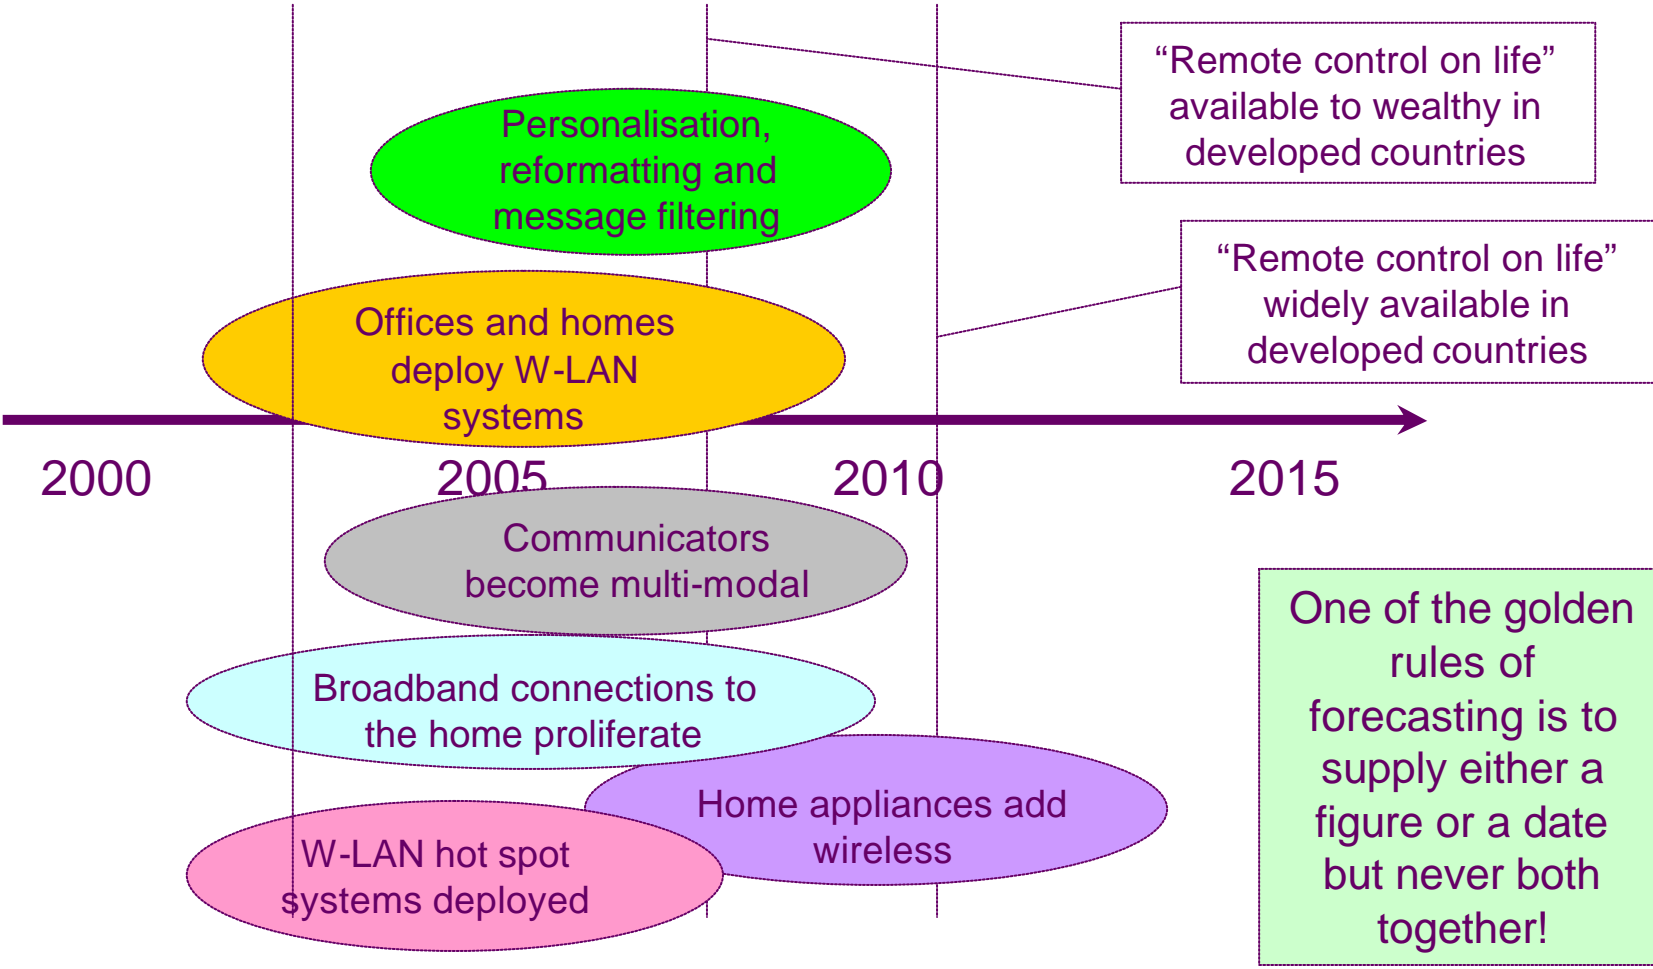 “Remote control on life”
available to wealthy in
developed countries
Personalisation,
reformatting and
message filtering
“Remote control on life”
widely available in
developed countries
Offices and homes
deploy W-LAN
systems
2000
2005
2010
2015
Communicators
become multi-modal
Broadband connections to
the home proliferate
Home appliances add
wireless
W-LAN hot spot
systems deployed
One of the golden
rules of
forecasting is to
supply either a
figure or a date
but never both
together!